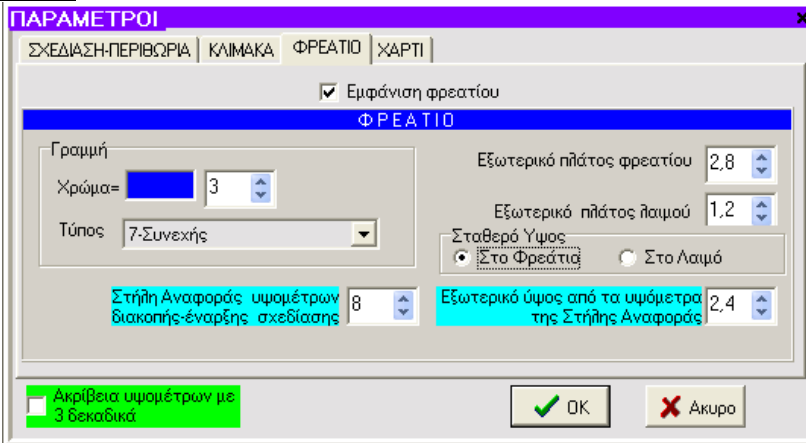 ΠΑΡΑΜΕΤΡΟΙ
ΣΧΕΔΙΑΣΗ-ΠΕΡΙΘΩΡΙΑ ΚΛΙΜΑΚΑ ΦΡΕΑΤΙΟ ΧΑΡΤΙ
Εμφάνιση φρεατίου
ΦΡΕΑΤΙΟ
Γραμμή
Χρώμα= 3
Τύπος 7-Συνεχής
Εξωτερικό πλάτος φρεατίου 2,8
Εξωτερικό πλάτος λαιμού 1,2
Σταθερό Υψος
Στο Φρεάτιο Στο Λαιμό
Στήλη Αναφοράς υψομέτρων
διακοπής-έναρξης σχεδίασης 8
Εξωτερικό ύψος από τα υψόμετρα
της Στήλης Αναφοράς 2,4
Ακρίβεια υψομέτρων με
3 δεκαδικά
OK Ακυρο